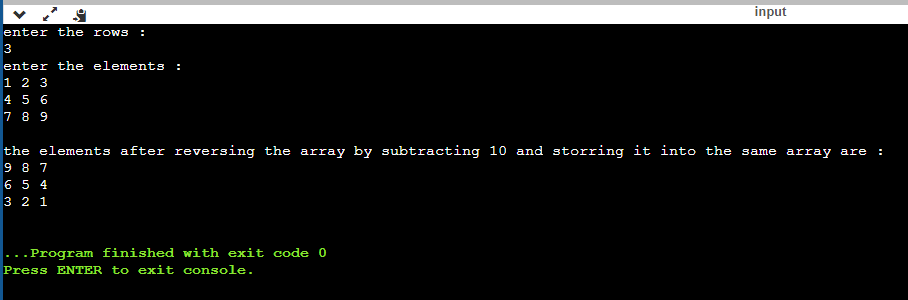 input
enter the rows :
3
enter the elements :
1 2 3
4 5 6
7 8 9
the elements after reversing the array by subtracting 10 and storring it into the same array are :
9 8 7
6 5 4
3 2 1
...Program finished with exit code 0
Press ENTER to exit console.